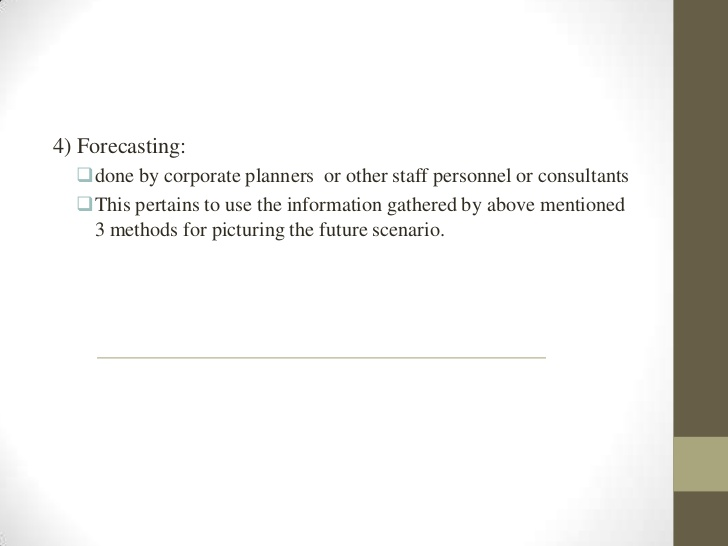 4) Forecasting:
❑done by corporate planners  or other staff personnel or consultants
❑This pertains to use the information gathered by above mentioned
3 methods for picturing the future scenario.